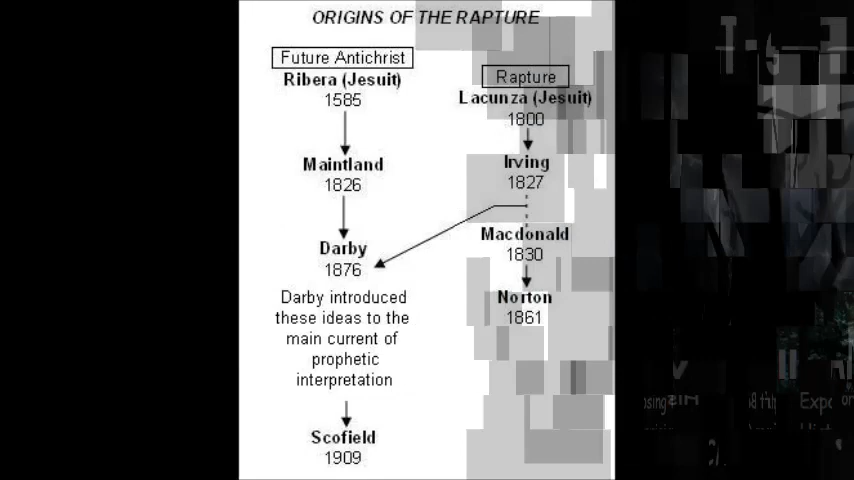 ORIGINS OF THE RAPTURE
Future Antichrist
Ribera (Jesuit)
1585
Maintland
1826
Darby
1876
Darby introduced
these ideas to the
main current of
prophetic
interpretation
Scofield
1909
Rapture
Lacunza (Jesuit)
1800
Irving
1827
Macdonald
1830
Norton
1861